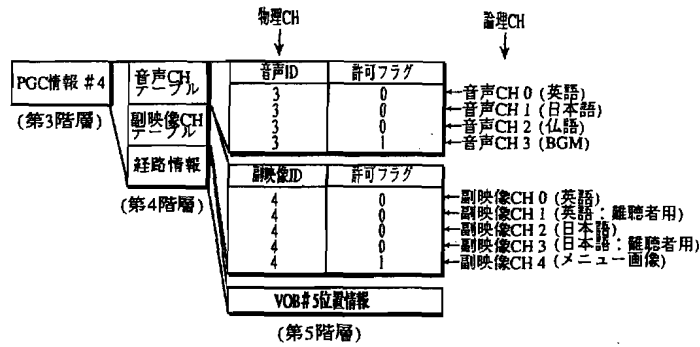 物理CH
論理CH
PGC情報 #4
(第3階層)
音声CH
テーブル
副映像CH
テーブル
経路情報
(第4階層)
音声ID 許可フラグ
3 0 音声CH 0 (英語)
3 0 音声CH 1 (日本語)
3 0 音声CH 2 (仏語)
3 1 音声CH 3 (BGM)
副映像ID 許可フラグ
4 0 副映像CH 0 (英語)
4 0 副映像CH 1 (英語：難聴者用)
4 0 副映像CH 2 (日本語)
4 0 副映像CH 3 (日本語：難聴者用)
4 1 副映像CH 4 (メニュー画像)
VOB#5位置情報
(第5階層)